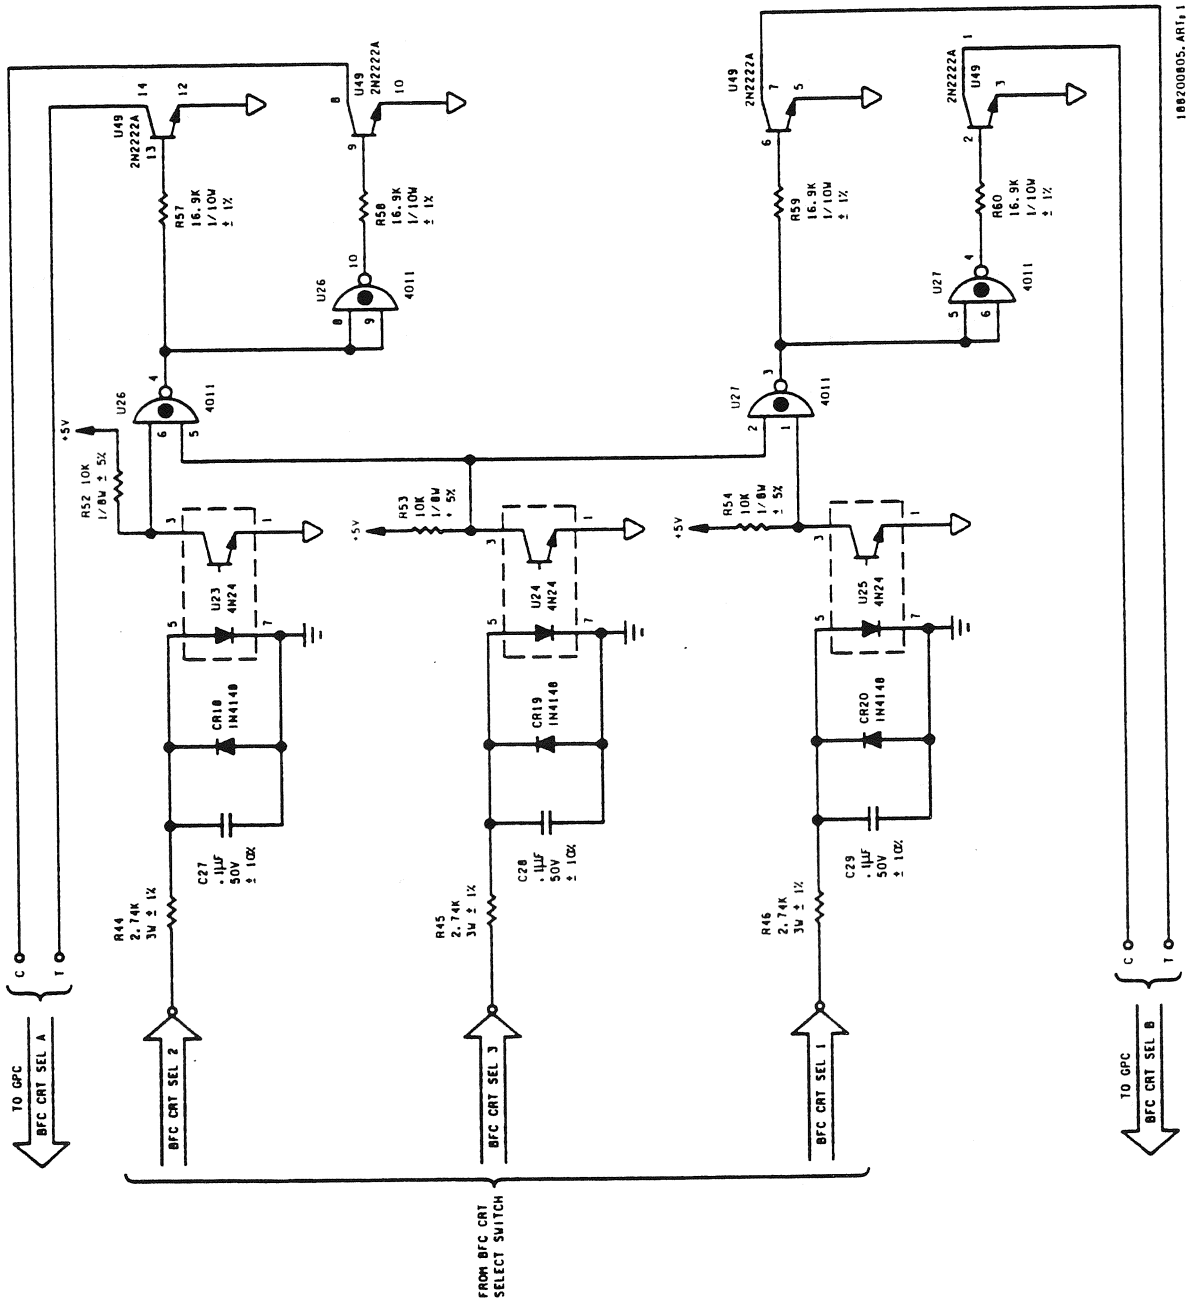 TO GPC
BFC CRT SEL A
C
T
BFC CRT SEL 2
R44
2.74K
3W ± 1%
C27
.1µF
50V
± 10%
CR18
1N4148
5
7
U23
4N24
3
1
R52 10K
1/8W ± 5%
+5V
6
5
U26
4011
4
8
9
U26
4011
10
R57
16.9K
1/10W
± 1%
R58
16.9K
1/10W
± 1%
13
U49
2N2222A
14
12
9
8
U49
2N2222A
10
FROM BFC CRT
SELECT SWITCH
BFC CRT SEL 3
R45
2.74K
3W ± 1%
C28
.1µF
50V
± 10%
CR19
1N4148
5
7
U24
4N24
3
1
+5V
R53
10K
1/8W
+ 5%
BFC CRT SEL 1
R46
2.74K
3W ± 1%
C29
.1µF
50V
± 10%
CR20
1N4148
5
7
U25
4N24
3
1
+5V
R54
10K
1/8W
± 5%
2
1
U27
4011
3
5
6
U27
4011
4
R59
16.9K
1/10W
± 1%
R60
16.9K
1/10W
± 1%
6
U49
2N2222A
7
5
2
2N2222A
U49
1
3
TO GPC
BFC CRT SEL B
C
T
188200805.ART;1